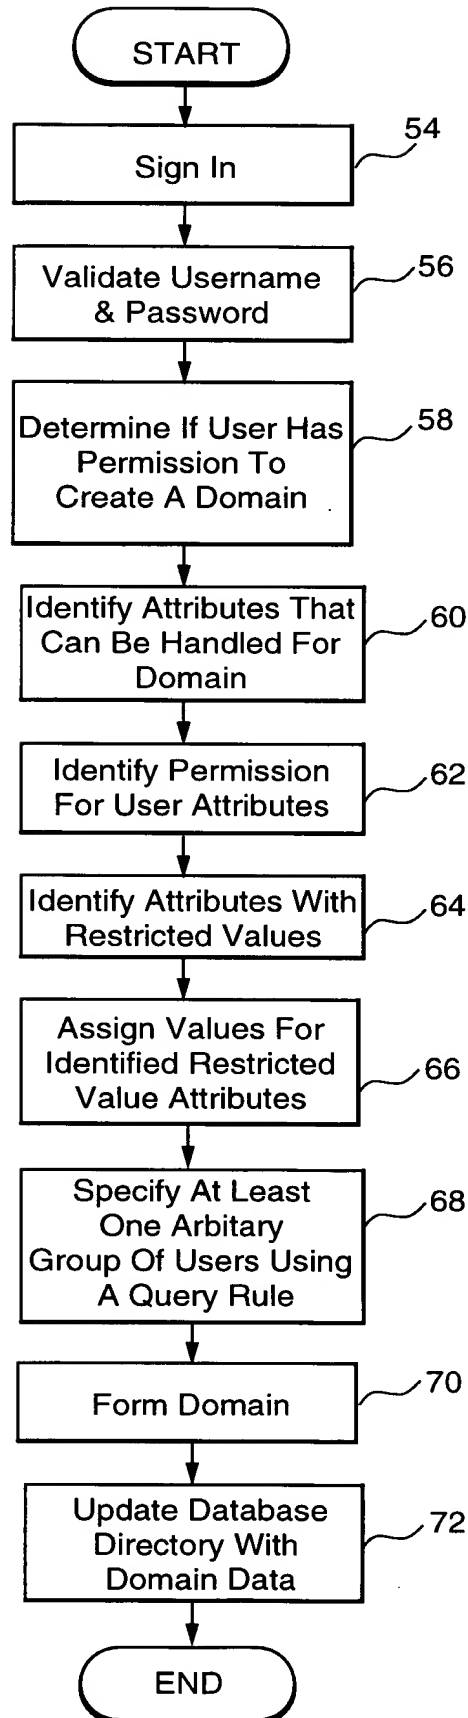 START
54
Sign In
56
Validate Username
& Password
58
Determine If User Has
Permission To
Create A Domain
60
Identify Attributes That
Can Be Handled For
Domain
62
Identify Permission
For User Attributes
64
Identify Attributes With
Restricted Values
66
Assign Values For
Identified Restricted
Value Attributes
68
Specify At Least
One Arbitary
Group Of Users Using
A Query Rule
70
Form Domain
72
Update Database
Directory With
Domain Data
END